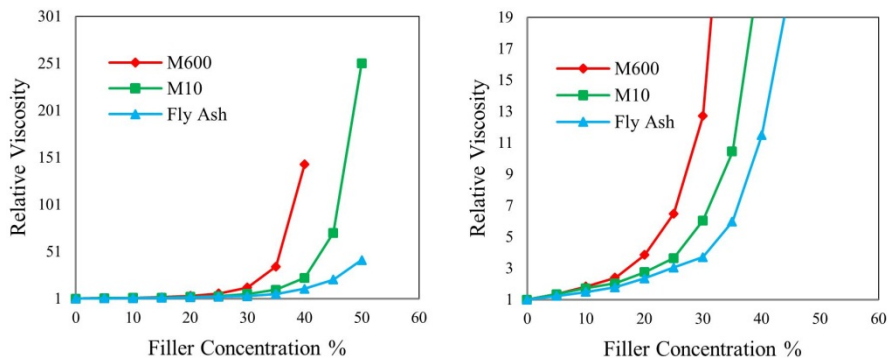 301
251
201
151
101
51
1
Relative Viscosity
M600
M10
Fly Ash
0 10 20 30 40 50 60
Filler Concentration %
19
17
15
13
11
9
7
5
3
1
Relative Viscosity
M600
M10
Fly Ash
0 10 20 30 40 50 60
Filler Concentration %